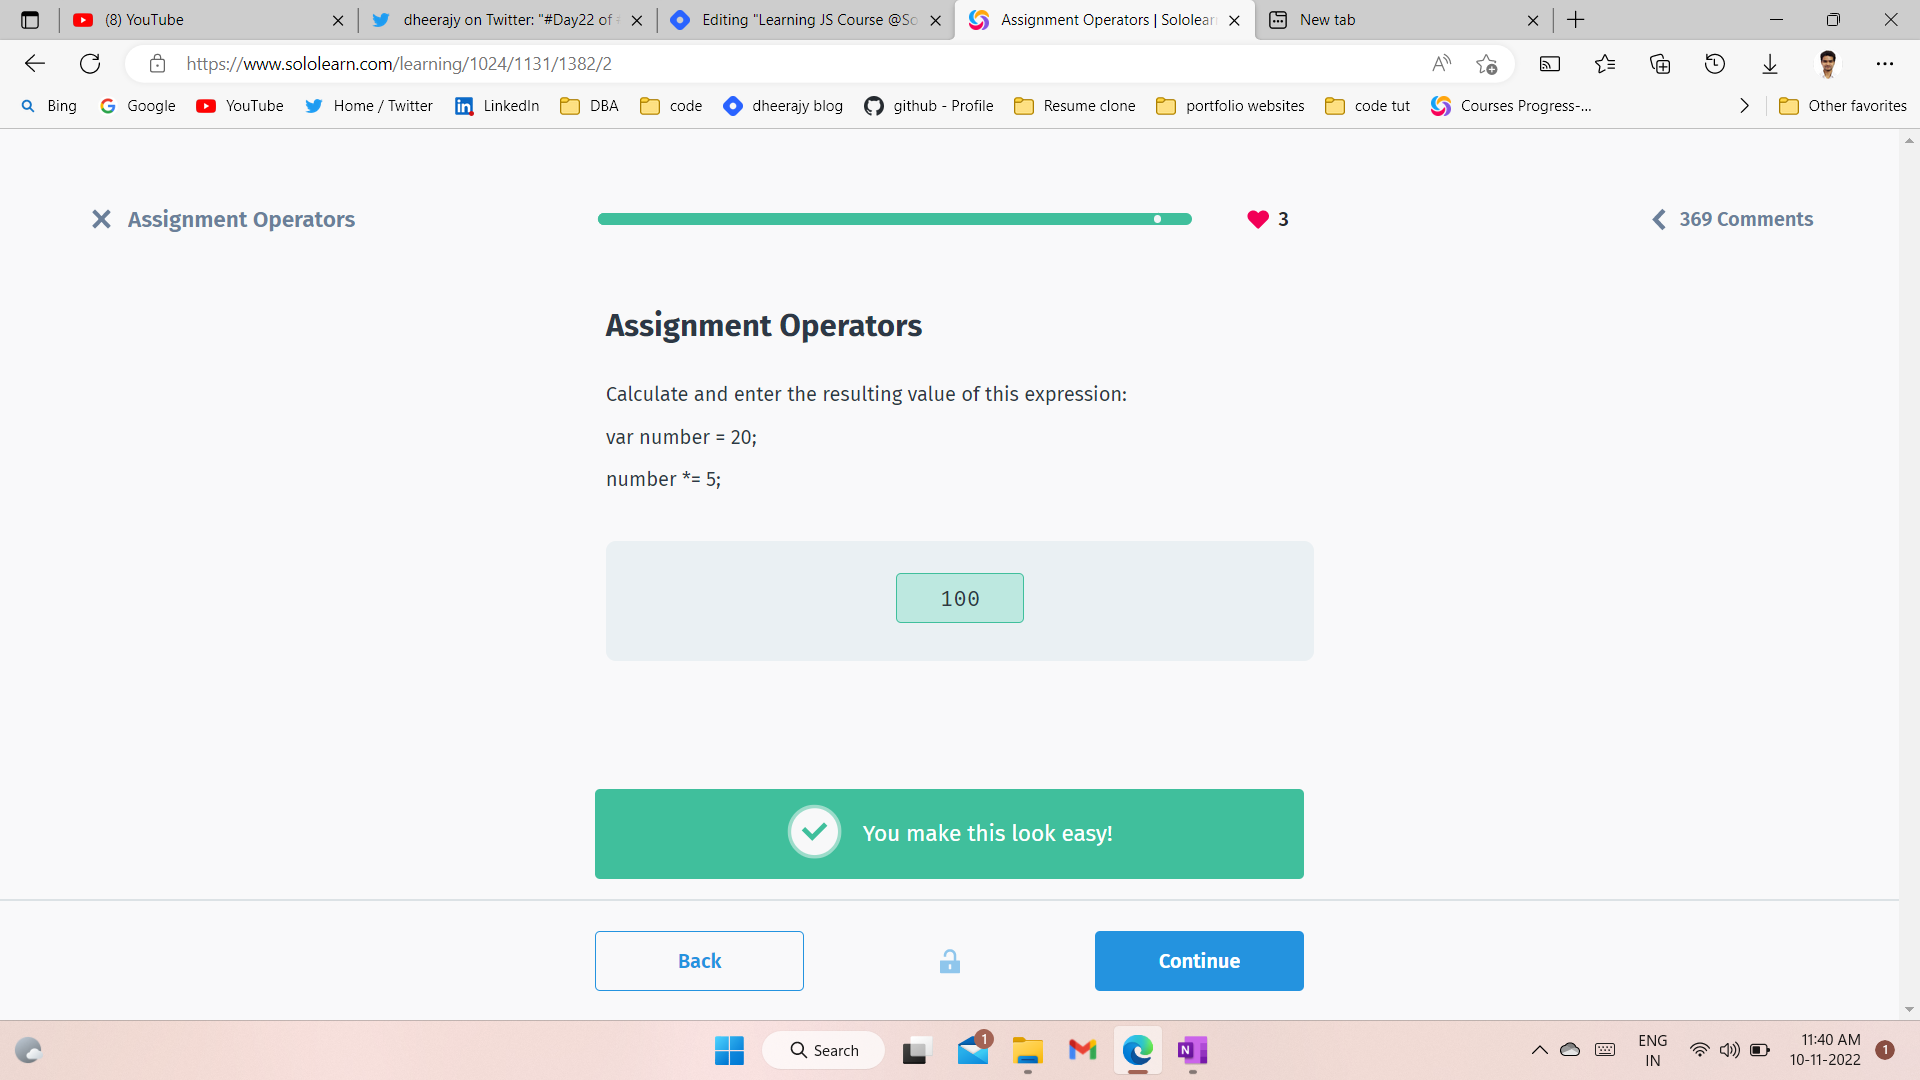 (8) YouTube
dheerajy on Twitter: "#Day22 of #
Editing "Learning JS Course @So
Assignment Operators | Sololearn
New tab
https://www.sololearn.com/learning/1024/1131/1382/2
Bing
Google
YouTube
Home / Twitter
LinkedIn
DBA
code
dheerajy blog
github - Profile
Resume clone
portfolio websites
code tut
Courses Progress-...
Other favorites
Assignment Operators
3
369 Comments
Assignment Operators
Calculate and enter the resulting value of this expression:
var number = 20;
number *= 5;
100
You make this look easy!
Back
Continue
Search
1
N
ENG
IN
11:40 AM
10-11-2022
1